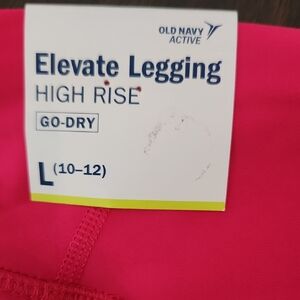 OLD NAVY
ACTIVE
Elevate Legging
HIGH RISE
GO-DRY
L (10–12)